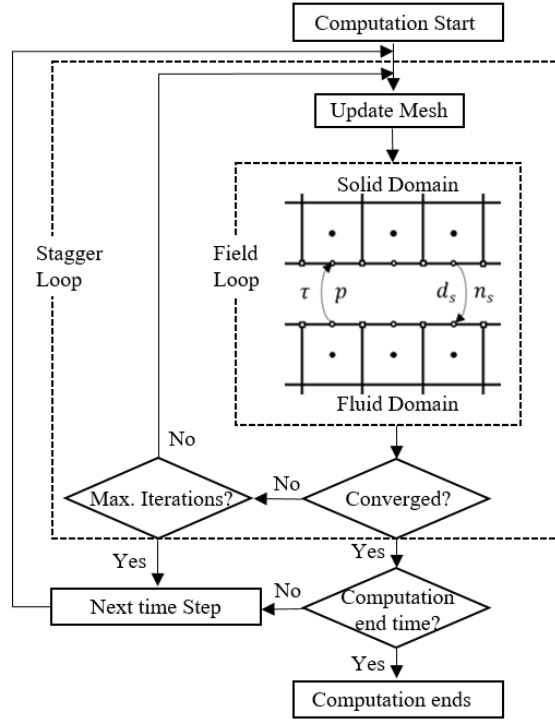 Computation Start
Update Mesh
Solid Domain
Stagger
Loop
Field
Loop
τ p
d_s n_s
Fluid Domain
No
Max. Iterations?
No
Converged?
Yes
Yes
Next time Step
No
Computation
end time?
Yes
Computation ends